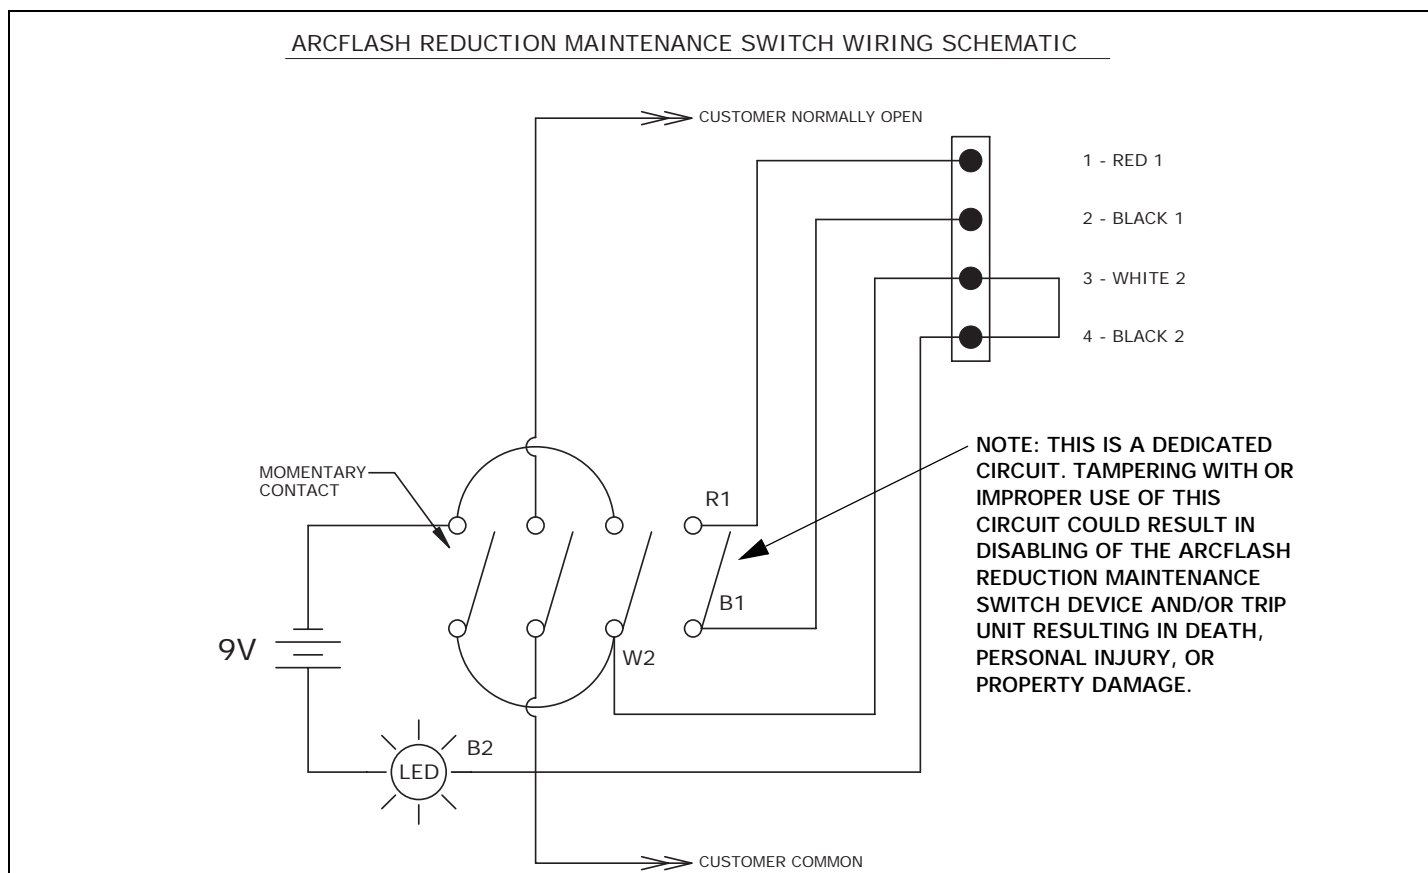 ARCFLASH REDUCTION MAINTENANCE SWITCH WIRING SCHEMATIC
CUSTOMER NORMALLY OPEN
1 - RED 1
2 - BLACK 1
3 - WHITE 2
4 - BLACK 2
MOMENTARY
CONTACT
R1
B1
W2
9V
B2
LED
NOTE: THIS IS A DEDICATED
CIRCUIT. TAMPERING WITH OR
IMPROPER USE OF THIS
CIRCUIT COULD RESULT IN
DISABLING OF THE ARCFLASH
REDUCTION MAINTENANCE
SWITCH DEVICE AND/OR TRIP
UNIT RESULTING IN DEATH,
PERSONAL INJURY, OR
PROPERTY DAMAGE.
CUSTOMER COMMON